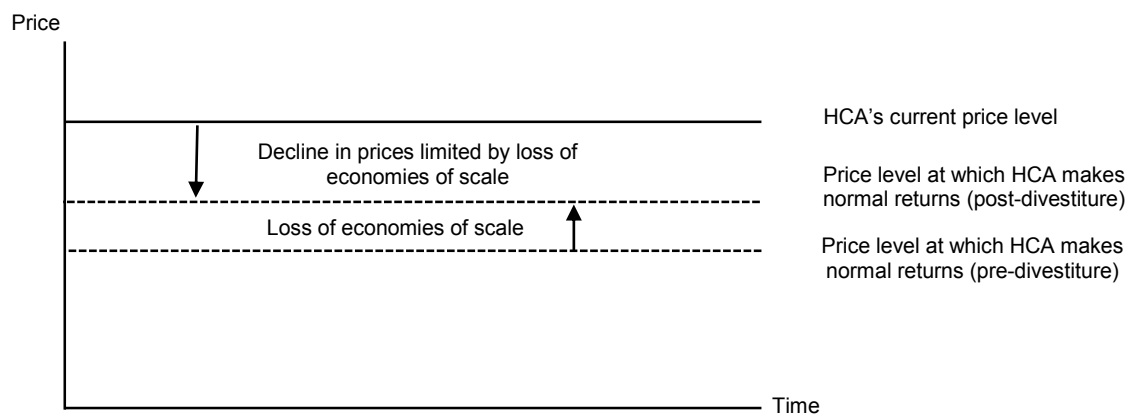 Price
HCA’s current price level
Decline in prices limited by loss of
economies of scale
Price level at which HCA makes
normal returns (post-divestiture)
Loss of economies of scale
Price level at which HCA makes
normal returns (pre-divestiture)
Time